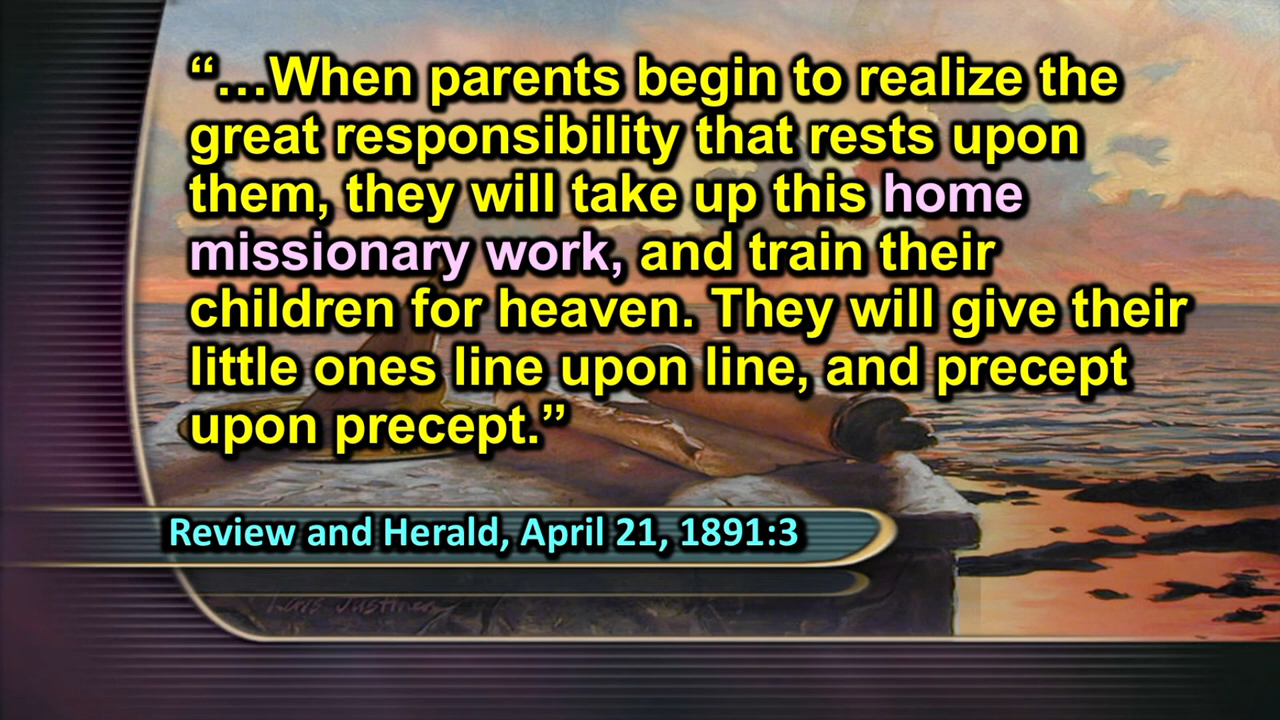 “…When parents begin to realize the
great responsibility that rests upon
them, they will take up this home
missionary work, and train their
children for heaven. They will give their
little ones line upon line, and precept
upon precept.”
Review and Herald, April 21, 1891:3
Lars Justinen